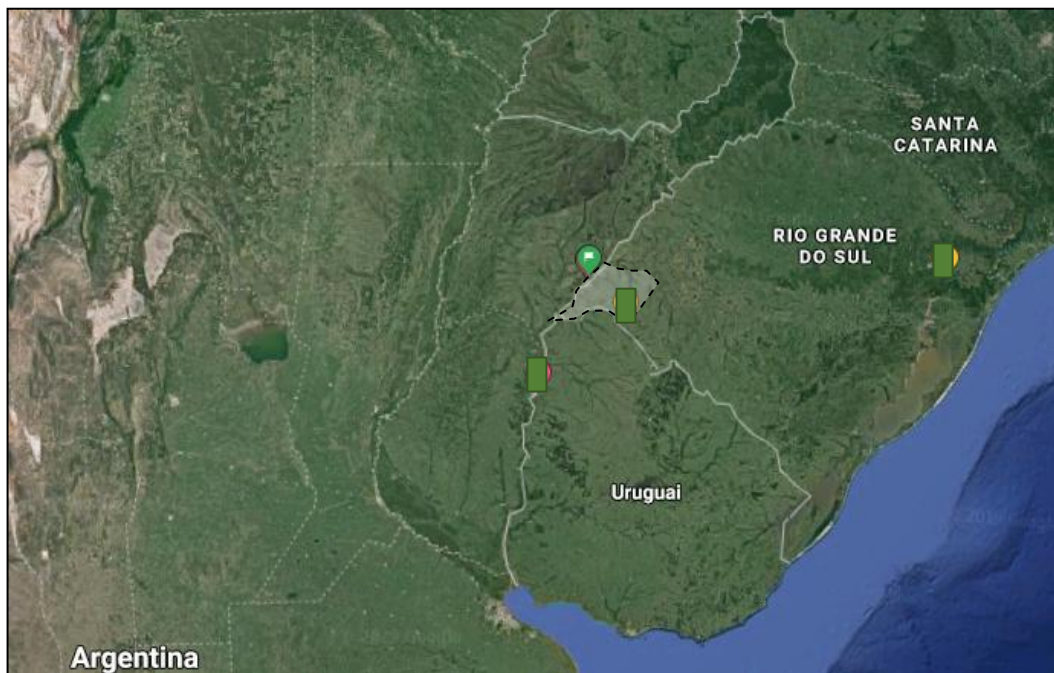 SANTA
CATARINA
RIO GRANDE
DO SUL
Uruguai
Argentina